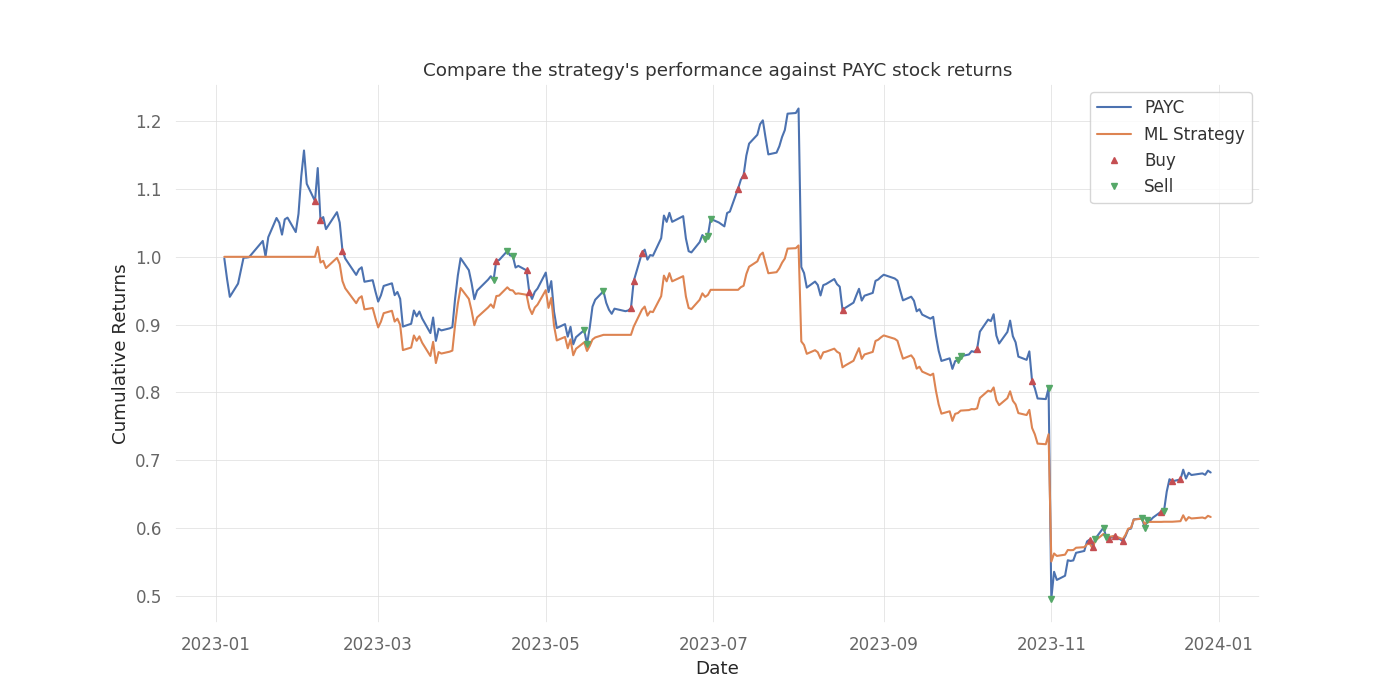 Compare the strategy's performance against PAYC stock returns
PAYC
ML Strategy
Buy
Sell
Cumulative Returns
1.2
1.1
1.0
0.9
0.8
0.7
0.6
0.5
2023-01
2023-03
2023-05
2023-07
2023-09
2023-11
2024-01
Date